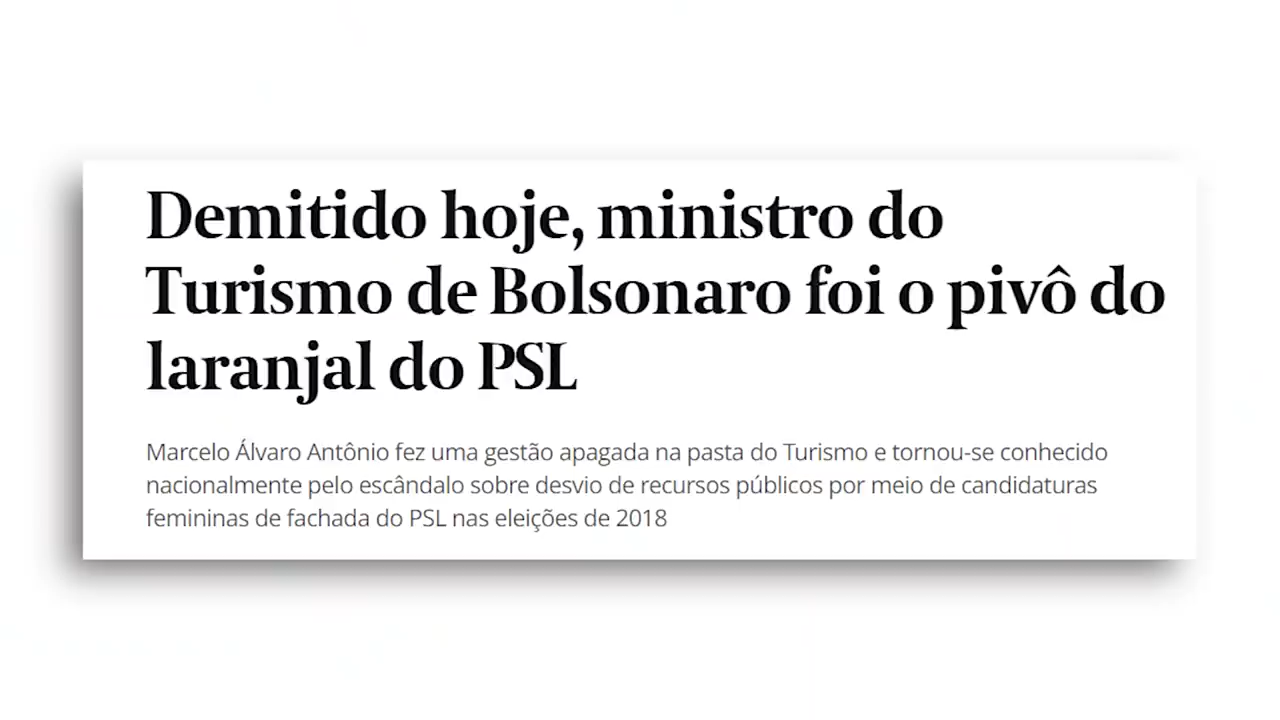 Demitido hoje, ministro do
Turismo de Bolsonaro foi o pivô do
laranjal do PSL
Marcelo Álvaro Antônio fez uma gestão apagada na pasta do Turismo e tornou-se conhecido
nacionalmente pelo escândalo sobre desvio de recursos públicos por meio de candidaturas
femininas de fachada do PSL nas eleições de 2018